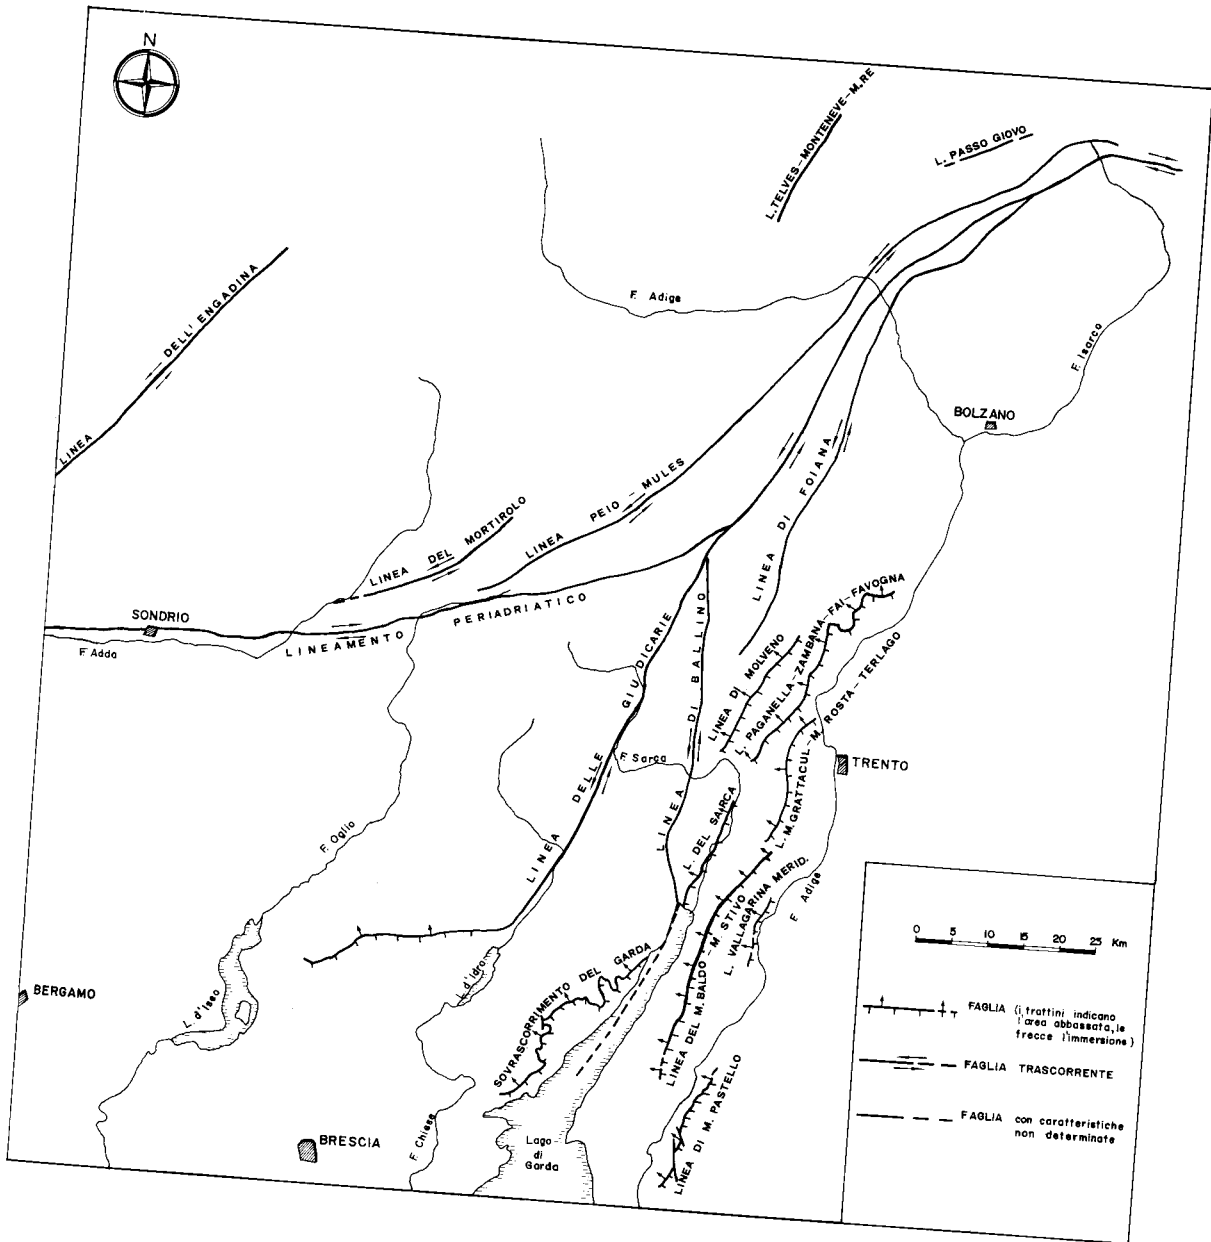 N
L.TELVES-MONTENEVE-M.RE
L. PASSO GIOVO
LINEA DELL'ENGADINA
F. Adige
F. Isarco
BOLZANO
LINEA PEIO-MULES
LINEA DI FOIANA
LINEA DEL MORTIROLO
SONDRIO
F. Adda
LINEAMENTO PERIADRIATICO
LINEA DELLE GIUDICARIE
LINEA DI BALLINO
LINEA DI MOLVENO
L. PAGANELLA-ZAMBANA-FAI-FAVOGNA
L.M.GRATTACUL-M. ROSTA-TERLAGO
F. Sarca
TRENTO
F. Oglio
L. DEL SARCA
L. VALLAGARINA MERID.
F. Adige
LINEA DEL M.BALDO-M. STIVO
SOVRASCORRIMENTO DEL GARDA
L. d'Idro
L. d'Iseo
BERGAMO
LINEA DI M. PASTELLO
F. Chiese
BRESCIA
Lago
di
Garda
0 5 10 15 20 25 Km
FAGLIA (i trattini indicano
l'area abbassata, le
frecce l'immersione)
FAGLIA TRASCORRENTE
FAGLIA con caratteristiche
non determinate